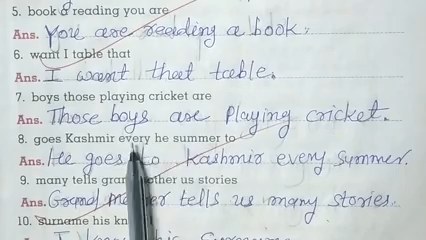 5. book a reading you are
Ans. You are reading a book.
6. want I table that
Ans. I want that table.
7. boys those playing cricket are
Ans. Those boys are playing cricket.
8. goes Kashmir every he summer to
Ans. He goes to Kashmir every summer.
9. many tells grandmother us stories
Ans. Grand mother tells us many stories.
10. surname his